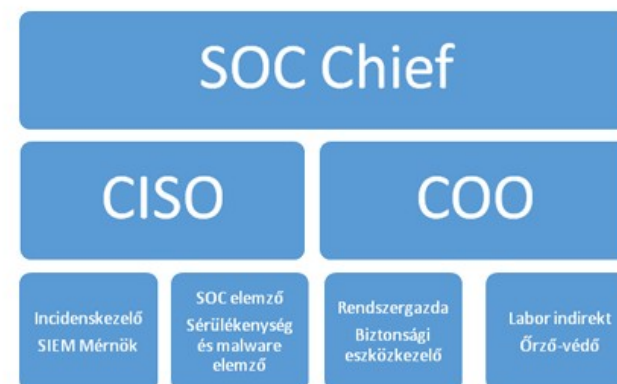 SOC Chief
CISO
COO
Incidenskezelő
SIEM Mérnök
SOC elemző
Sérülékenység
és malware
elemző
Rendszergazda
Biztonsági
eszközkezelő
Labor indirekt
Őrző-védő